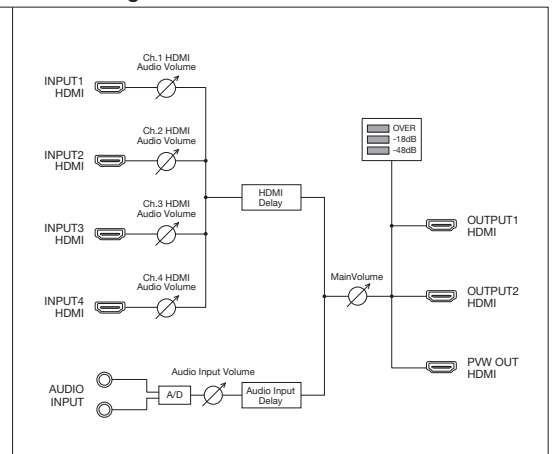 Ch.1 HDMI
Audio Volume
INPUT1
HDMI
Ch.2 HDMI
Audio Volume
INPUT2
HDMI
Ch.3 HDMI
Audio Volume
INPUT3
HDMI
Ch.4 HDMI
Audio Volume
INPUT4
HDMI
AUDIO
INPUT
A/D
Audio Input Volume
Audio Input
Delay
HDMI
Delay
MainVolume
OVER
-18dB
-48dB
OUTPUT1
HDMI
OUTPUT2
HDMI
PVW OUT
HDMI